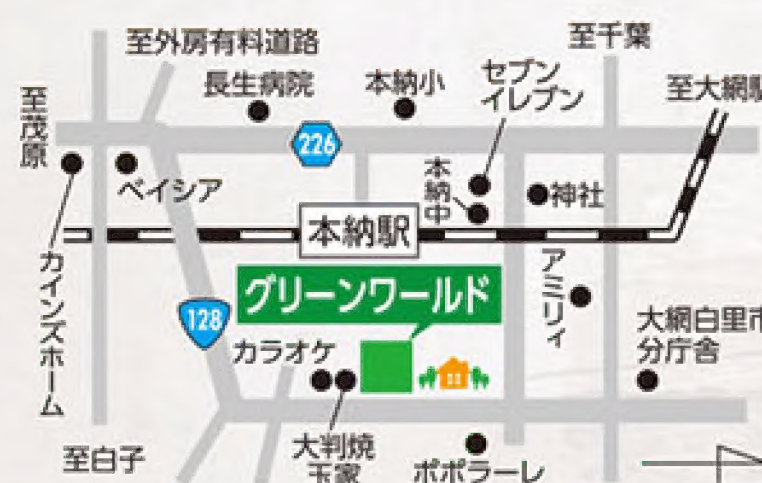 至外房有料道路
至千葉
長生病院
本納小
セブン
イレブン
至大網駅
至茂原
226
ベイシア
本納中
神社
本納駅
カインズホーム
グリーンワールド
アミリィ
128
カラオケ
大網白里市
分庁舎
至白子
大判焼
玉家
ポポラーレ